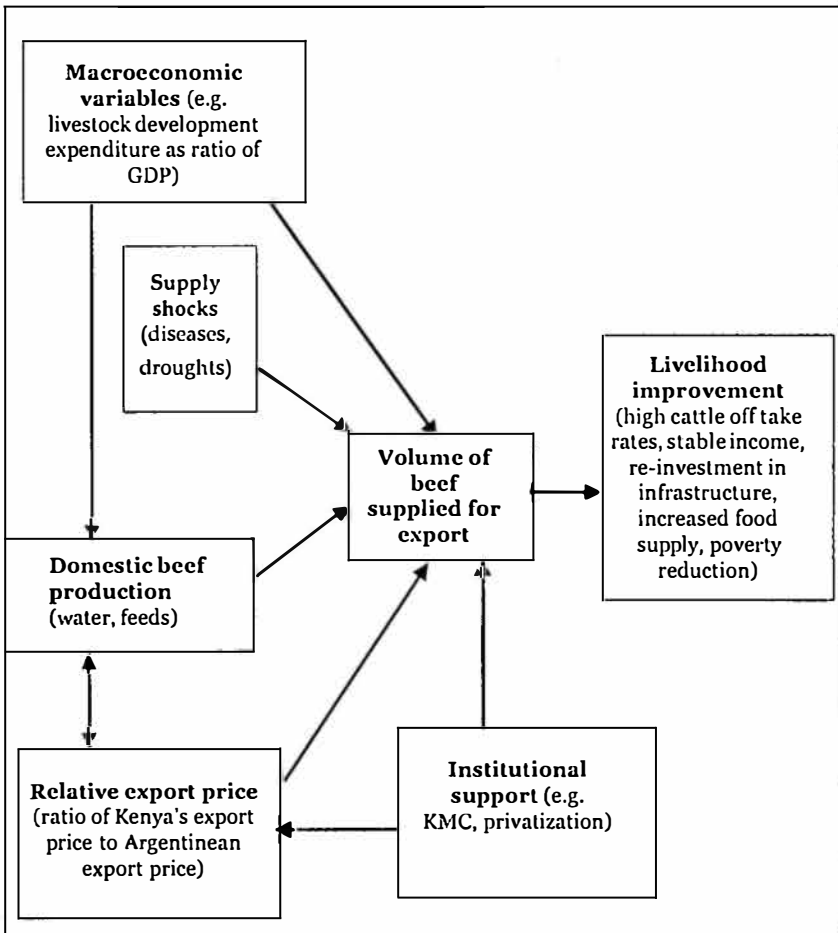 Macroeconomic
variables (e.g.
livestock development
expenditure as ratio of
GDP)
Supply
shocks
(diseases,
droughts)
Livelihood
improvement
(high cattle off take
rates, stable income,
re-investment in
infrastructure,
increased food
supply, poverty
reduction)
Volume of
beef
supplied for
export
Domestic beef
production
(water, feeds)
Relative export price
(ratio of Kenya's export
price to Argentinean
export price)
Institutional
support (e.g.
KMC, privatization)